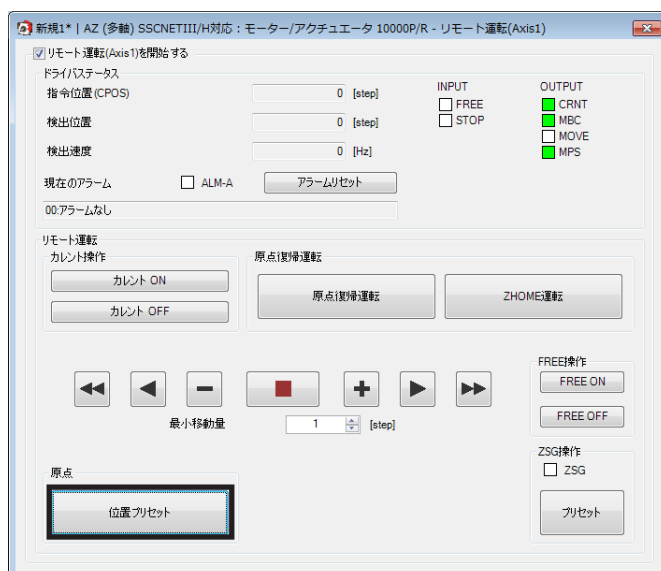 新規1* | AZ (多軸) SSCNETIII/H対応：モーター/アクチュエータ 10000P/R - リモート運転(Axis1)
リモート運転(Axis1)を開始する
ドライバステータス
指令位置(CPOS) 0 [step]
検出位置 0 [step]
検出速度 0 [Hz]
INPUT
FREE
STOP
OUTPUT
CRNT
MBC
MOVE
MPS
現在のアラーム ALM-A アラームリセット
00:アラームなし
リモート運転
カレント操作
カレント ON
カレント OFF
原点復帰運転
原点復帰運転 ZHOME運転
最小移動量 1 [step]
FREE操作
FREE ON
FREE OFF
原点
位置プリセット
ZSG操作
ZSG
プリセット